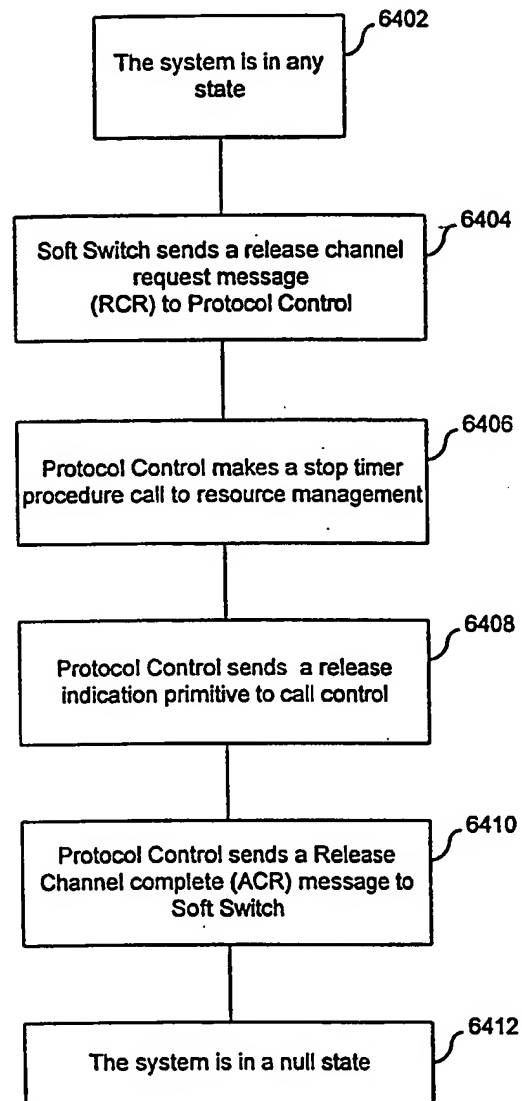 6402
The system is in any
state
6404
Soft Switch sends a release channel
request message
(RCR) to Protocol Control
6406
Protocol Control makes a stop timer
procedure call to resource management
6408
Protocol Control sends a release
indication primitive to call control
6410
Protocol Control sends a Release
Channel complete (ACR) message to
Soft Switch
6412
The system is in a null state